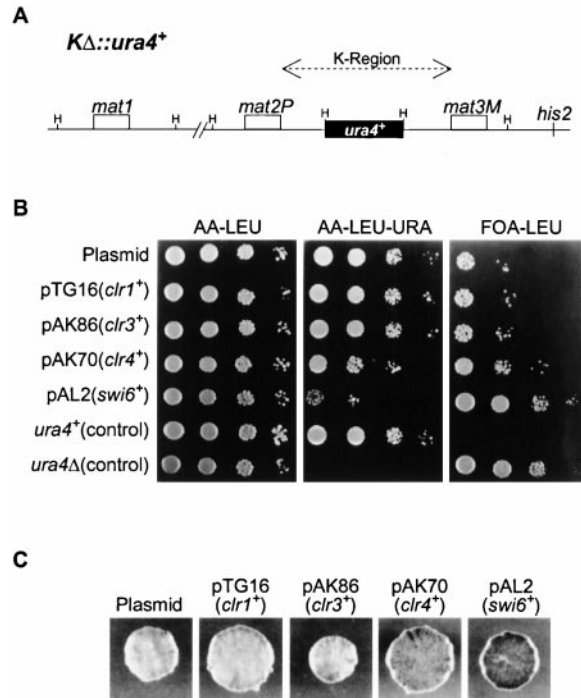 A
KΔ::ura4+
K-Region
mat1 mat2P mat3M his2
H H H H H H
ura4+
B
AA-LEU AA-LEU-URA FOA-LEU
Plasmid
pTG16(clr1+)
pAK86(clr3+)
pAK70(clr4+)
pAL2(swi6+)
ura4+(control)
ura4Δ(control)
C
Plasmid pTG16 (clr1+) pAK86 (clr3+) pAK70 (clr4+) pAL2 (swi6+)